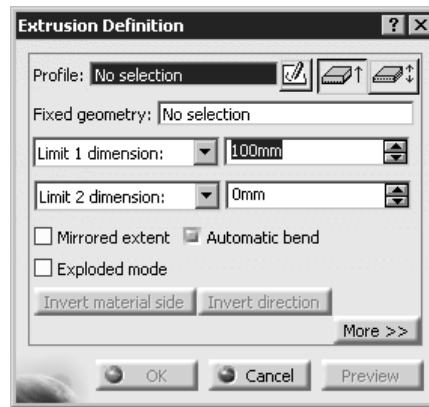 Extrusion Definition ? X
Profile: No selection
Fixed geometry: No selection
Limit 1 dimension: 100mm
Limit 2 dimension: 0mm
Mirrored extent Automatic bend
Exploded mode
Invert material side Invert direction
More >>
OK Cancel Preview